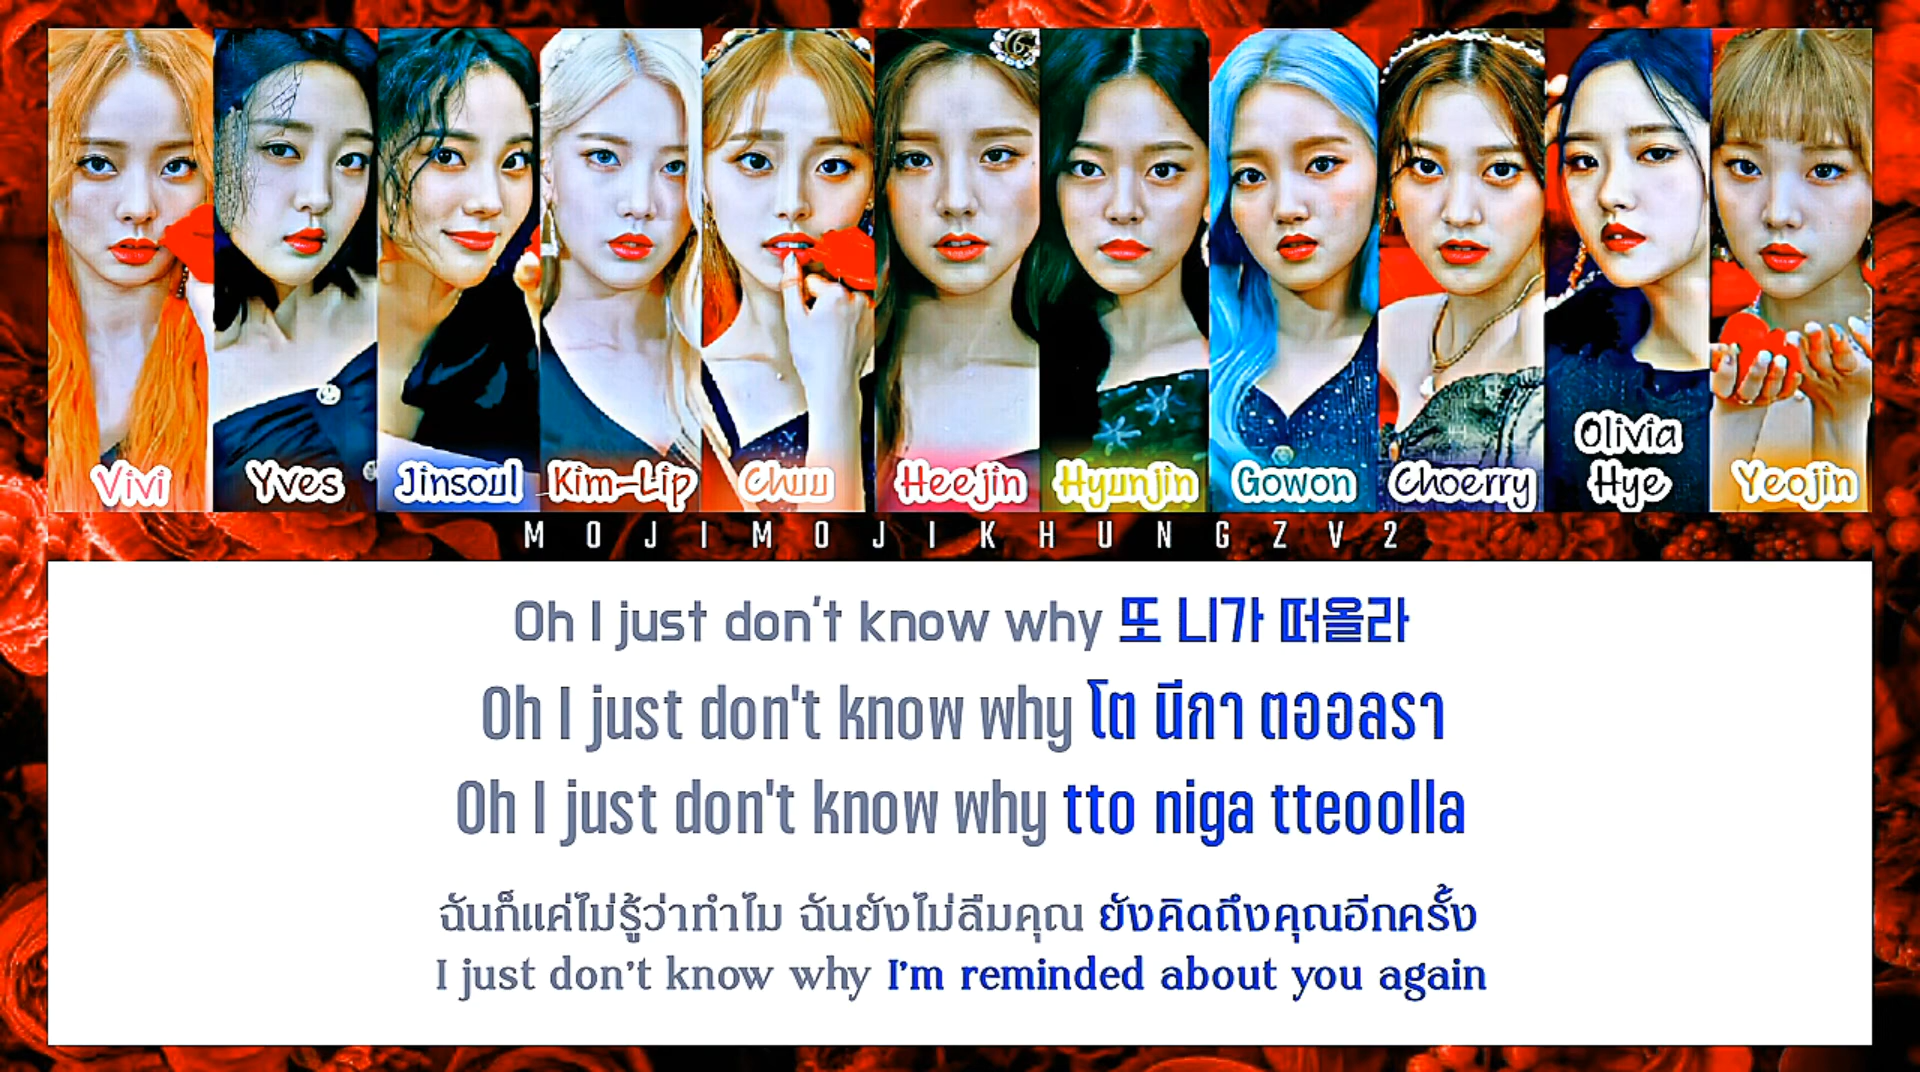 Vivi
Yves
Jinsoul
Kim-Lip
Chuu
Heejin
Hyunjin
Gowon
Choerry
Olivia
Hye
Yeojin
MOJIMOJIKHUNGZV2
Oh I just don't know why 또 니가 떠올라
Oh I just don't know why โต นีกา ตออลรา
Oh I just don't know why tto niga tteoolla
ฉันก็แค่ไม่รู้ว่าทำไม ฉันยังไม่ลืมคุณ ยังคิดถึงคุณอีกครั้ง
I just don't know why I'm reminded about you again